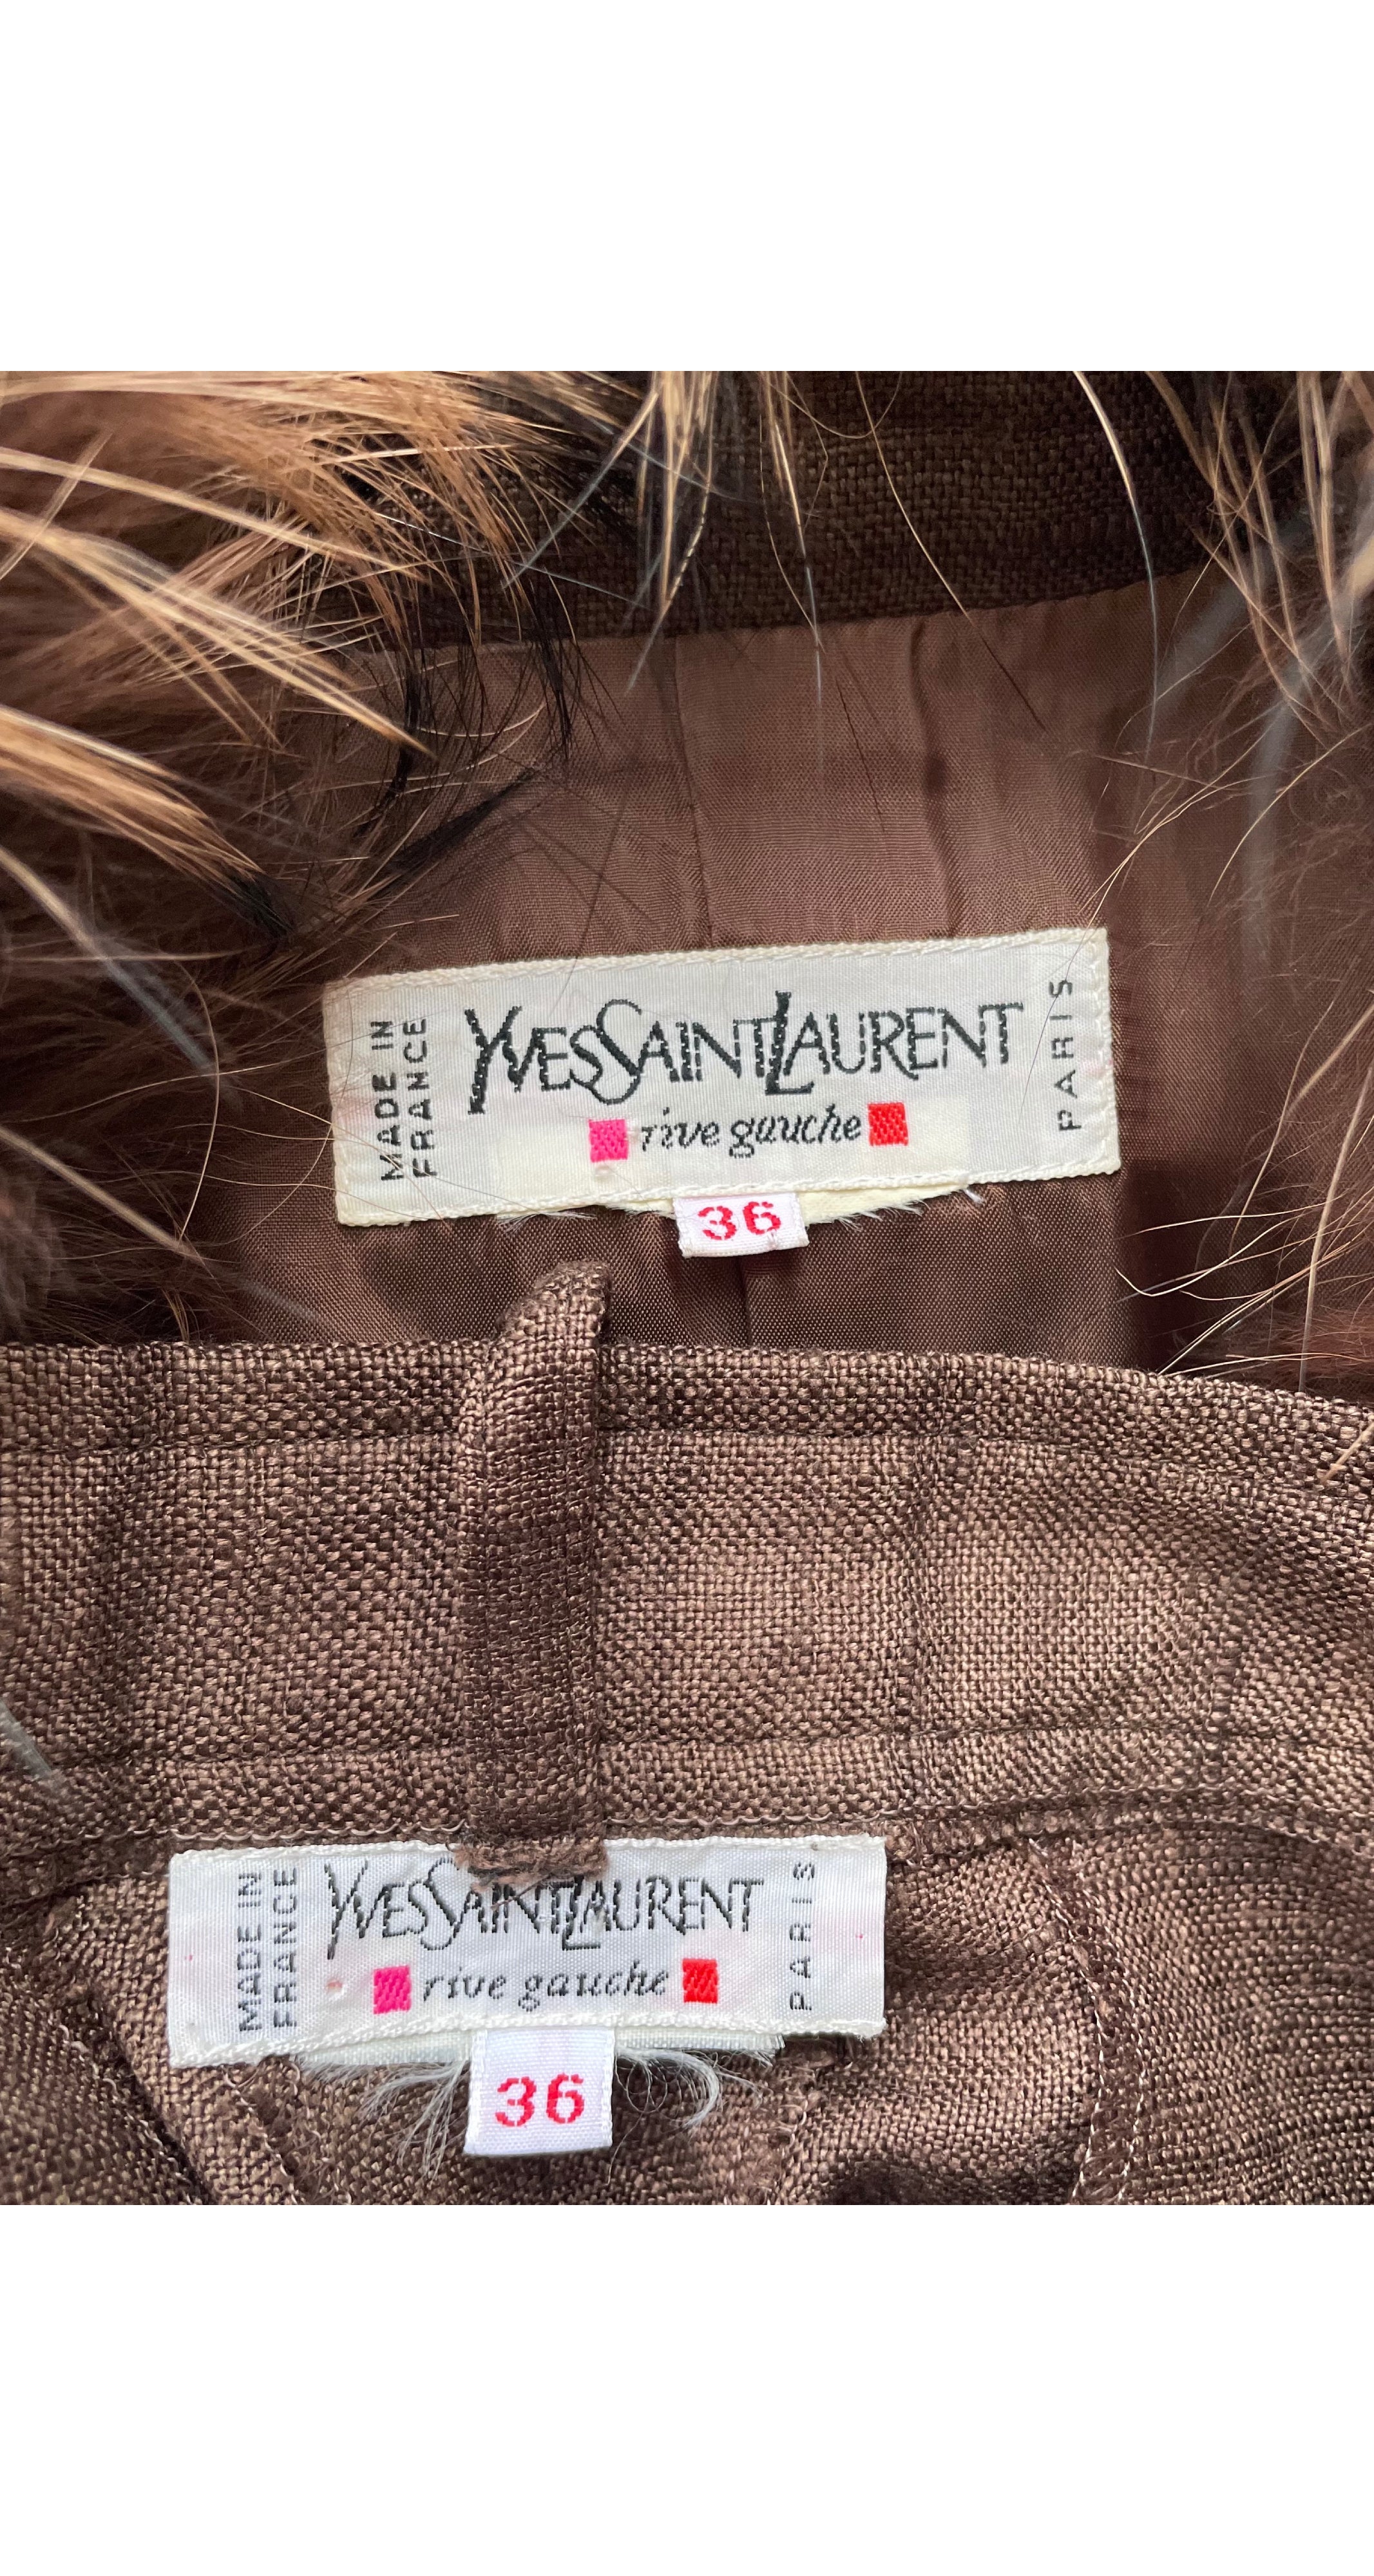 MADE IN
FRANCE
YVESSAINTLAURENT
rive gauche
PARIS
36
MADE IN
FRANCE
YVESSAINTLAURENT
rive gauche
PARIS
36